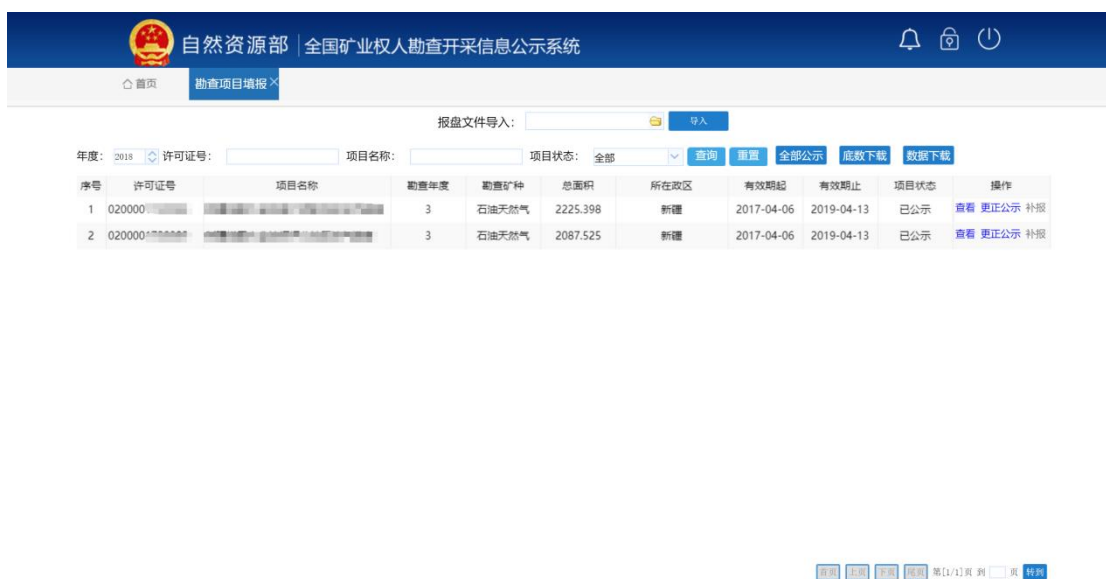 自然资源部 全国矿业权人勘查开采信息公示系统
首页 勘查项目填报
报盘文件导入： 导入
年度： 2018 许可证号： 项目名称： 项目状态： 全部 查询 重置 全部公示 底数下载 数据下载
序号 许可证号 项目名称 勘查年度 勘查矿种 总面积 所在政区 有效期起 有效期止 项目状态 操作
1 020000 3 石油天然气 2225.398 新疆 2017-04-06 2019-04-13 已公示 查看 更正公示 补报
2 020000 3 石油天然气 2087.525 新疆 2017-04-06 2019-04-13 已公示 查看 更正公示 补报
首页 上页 下页 尾页 第[1/1]页 到 页 转到